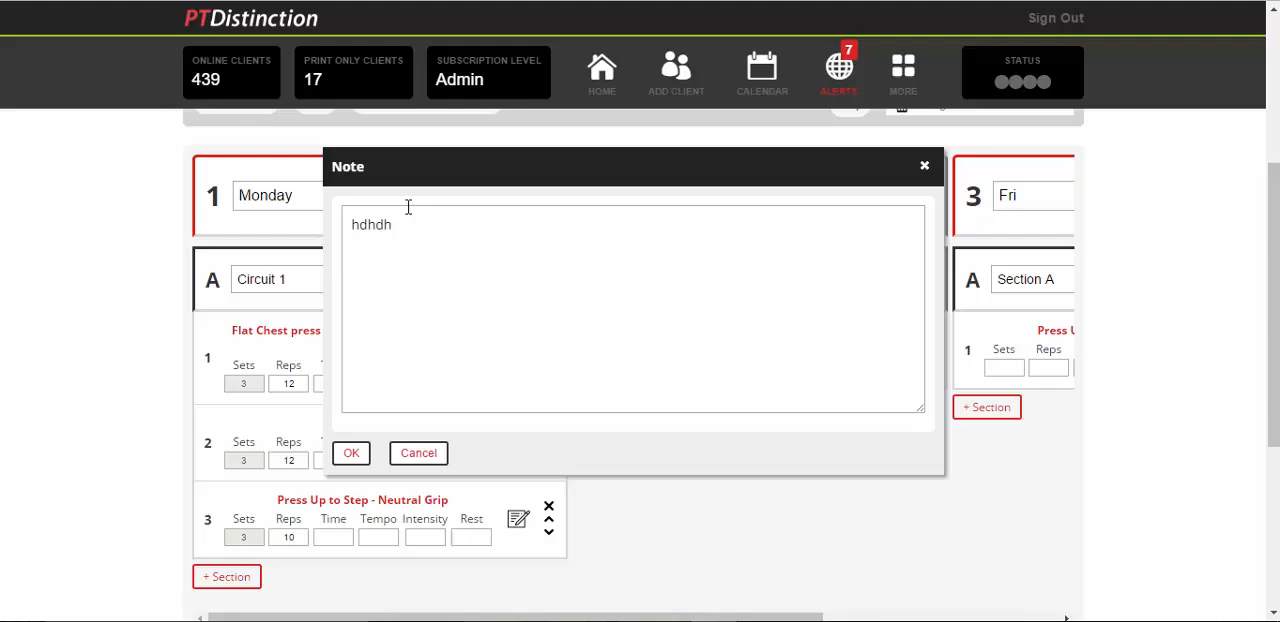 PTDistinction
Sign Out
ONLINE CLIENTS
439
PRINT ONLY CLIENTS
17
SUBSCRIPTION LEVEL
Admin
HOME
ADD CLIENT
CALENDAR
7
ALERTS
MORE
STATUS
Note
hdhdh
OK
Cancel
1
Monday
A
Circuit 1
Flat Chest press
1
Sets Reps
3 12
2
Sets Reps
3 12
Press Up to Step - Neutral Grip
3
Sets Reps Time Tempo Intensity Rest
3 10
+ Section
3
Fri
A
Section A
Press U
1
Sets Reps
+ Section